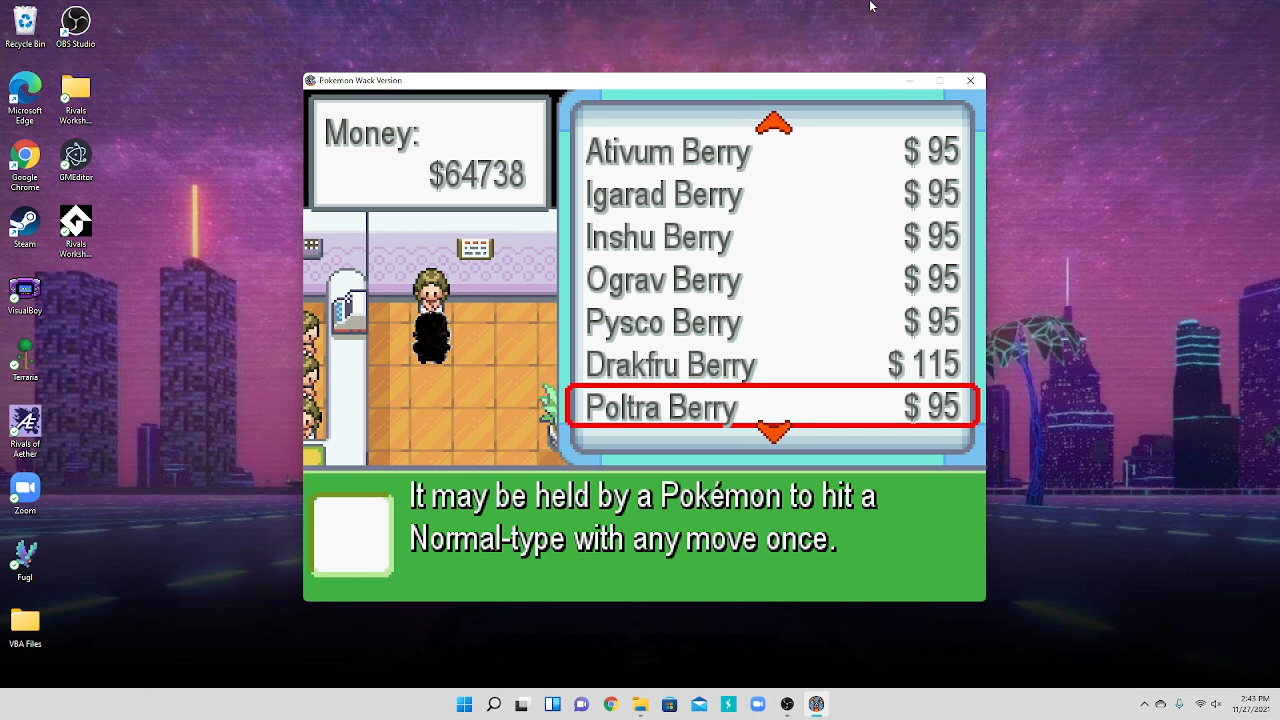 Recycle Bin
OBS Studio
Microsoft
Edge
Rivals
Worksh...
Google
Chrome
GMEditor
Steam
Rivals
Worksh...
VisualBoy
Terraria
Rivals of
Aether
Zoom
Fugl
VBA Files
Pokemon Wack Version
Money:
$64738
Ativum Berry $ 95
Igarad Berry $ 95
Inshu Berry $ 95
Ograv Berry $ 95
Pysco Berry $ 95
Drakfru Berry $ 115
Poltra Berry $ 95
It may be held by a Pokémon to hit a
Normal-type with any move once.
2:43 PM
11/27/2021